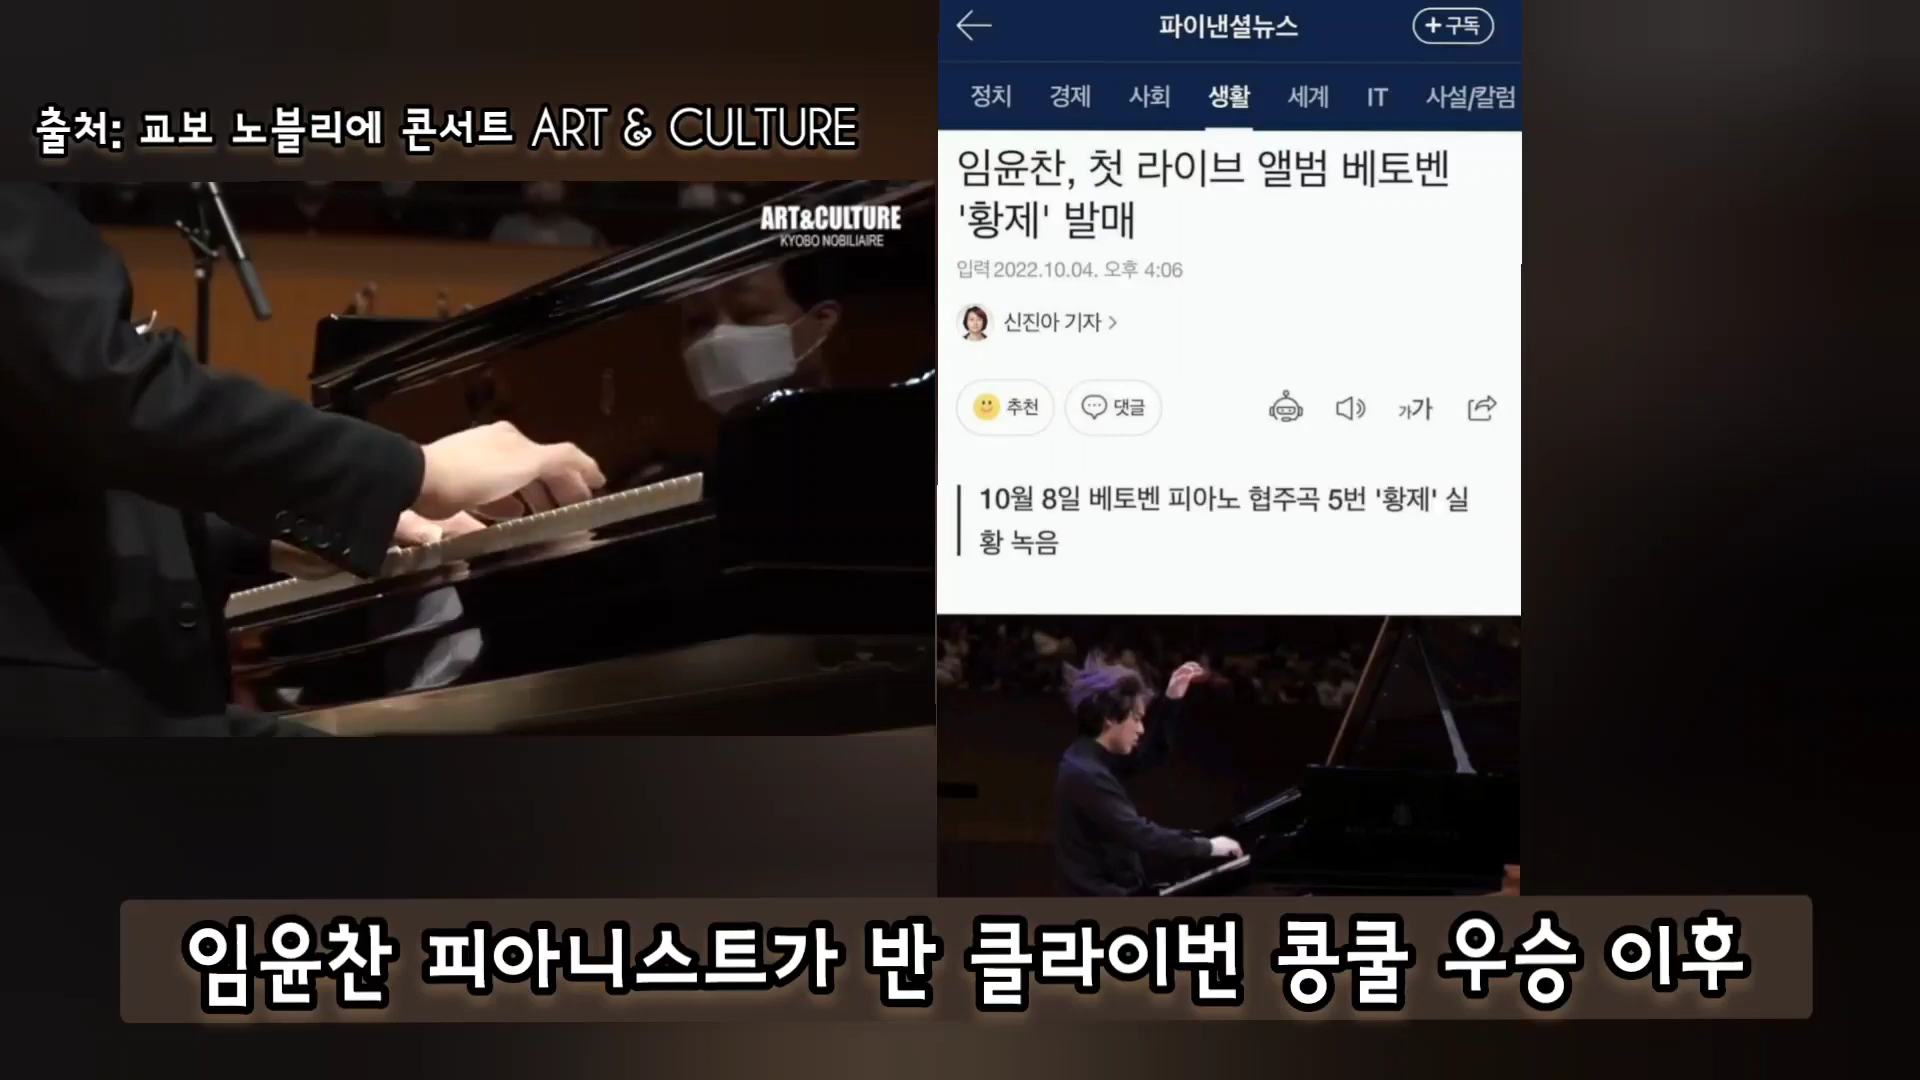 출처: 교보 노블리에 콘서트 ART & CULTURE
ART&CULTURE
KYOBO NOBILIAIRE
파이낸셜뉴스
+구독
정치 경제 사회 생활 세계 IT 사설/칼럼
임윤찬, 첫 라이브 앨범 베토벤
'황제' 발매
입력 2022.10.04. 오후 4:06
신진아 기자 >
추천 댓글
가가
10월 8일 베토벤 피아노 협주곡 5번 '황제' 실
황 녹음
임윤찬 피아니스트가 반 클라이번 콩쿨 우승 이후